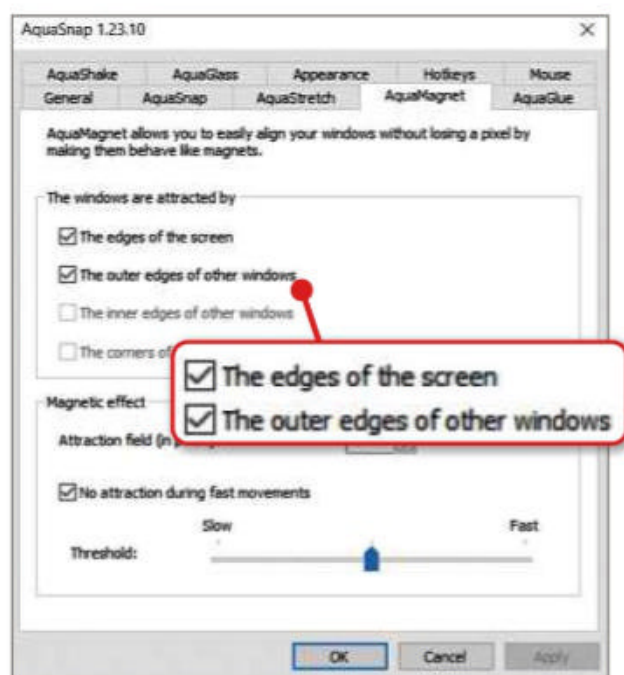 AquaSnap 1.23.10
AquaShake AquaGlass Appearance Hotkeys Mouse
General AquaSnap AquaStretch AquaMagnet AquaGlue
AquaMagnet allows you to easily align your windows without losing a pixel by
making them behave like magnets.
The windows are attracted by
The edges of the screen
The outer edges of other windows
The inner edges of other windows
The corners of
The edges of the screen
The outer edges of other windows
Magnetic effect
Attraction field (in
No attraction during fast movements
Slow Fast
Threshold:
OK Cancel Apply